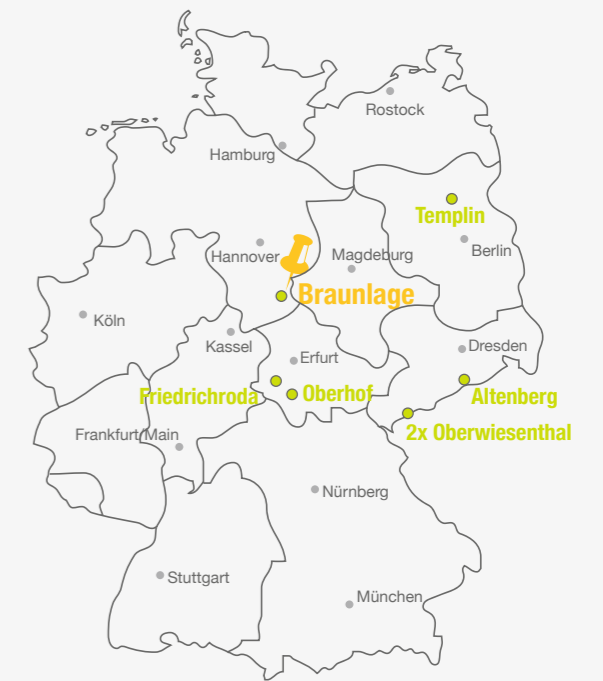 Rostock
Hamburg
Templin
Hannover
Magdeburg
Berlin
Braunlage
Köln
Kassel
Erfurt
Dresden
Friedrichroda
Oberhof
Altenberg
Frankfurt/Main
2x Oberwiesenthal
Nürnberg
Stuttgart
München